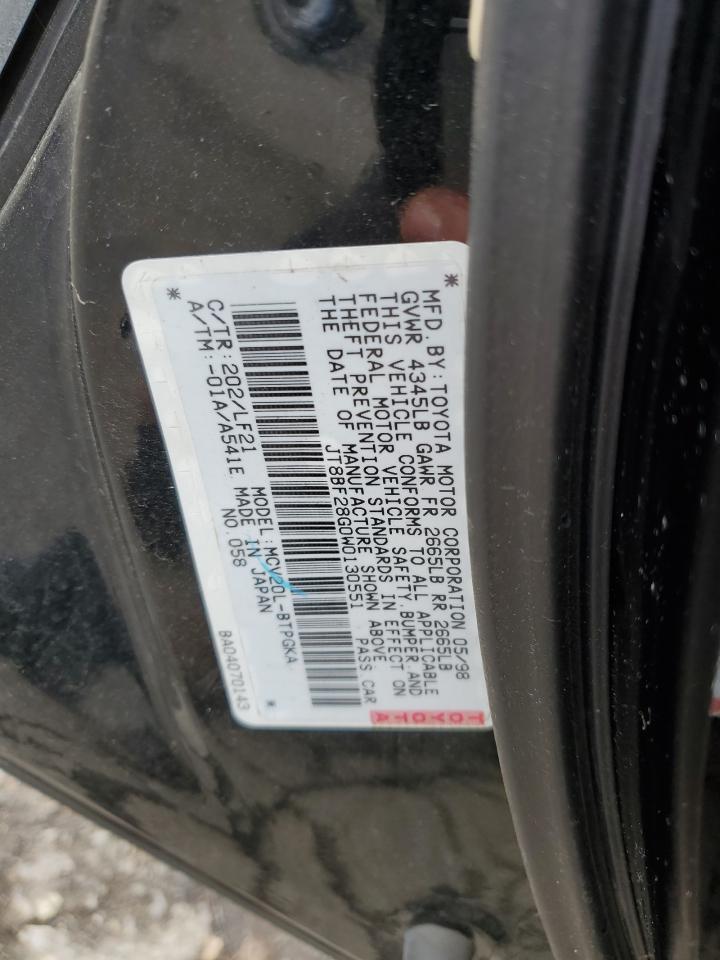 MFD. BY: TOYOTA MOTOR CORPORATION 05/98
GVWR 4345LB GAWR FR 2665LB RR 2665LB
THIS VEHICLE CONFORMS TO ALL APPLICABLE
FEDERAL MOTOR VEHICLE SAFETY, BUMPER, AND
THEFT PREVENTION STANDARDS IN EFFECT ON
THE DATE OF MANUFACTURE SHOWN ABOVE
JT8BF28G0W0130551 PASS.CAR
C/TR: 202/LF21 MODEL: MCV20L-BTPGKA
A/TM: -01A/A541E MADE IN JAPAN
NO.058
BA04070143
TOYOTA